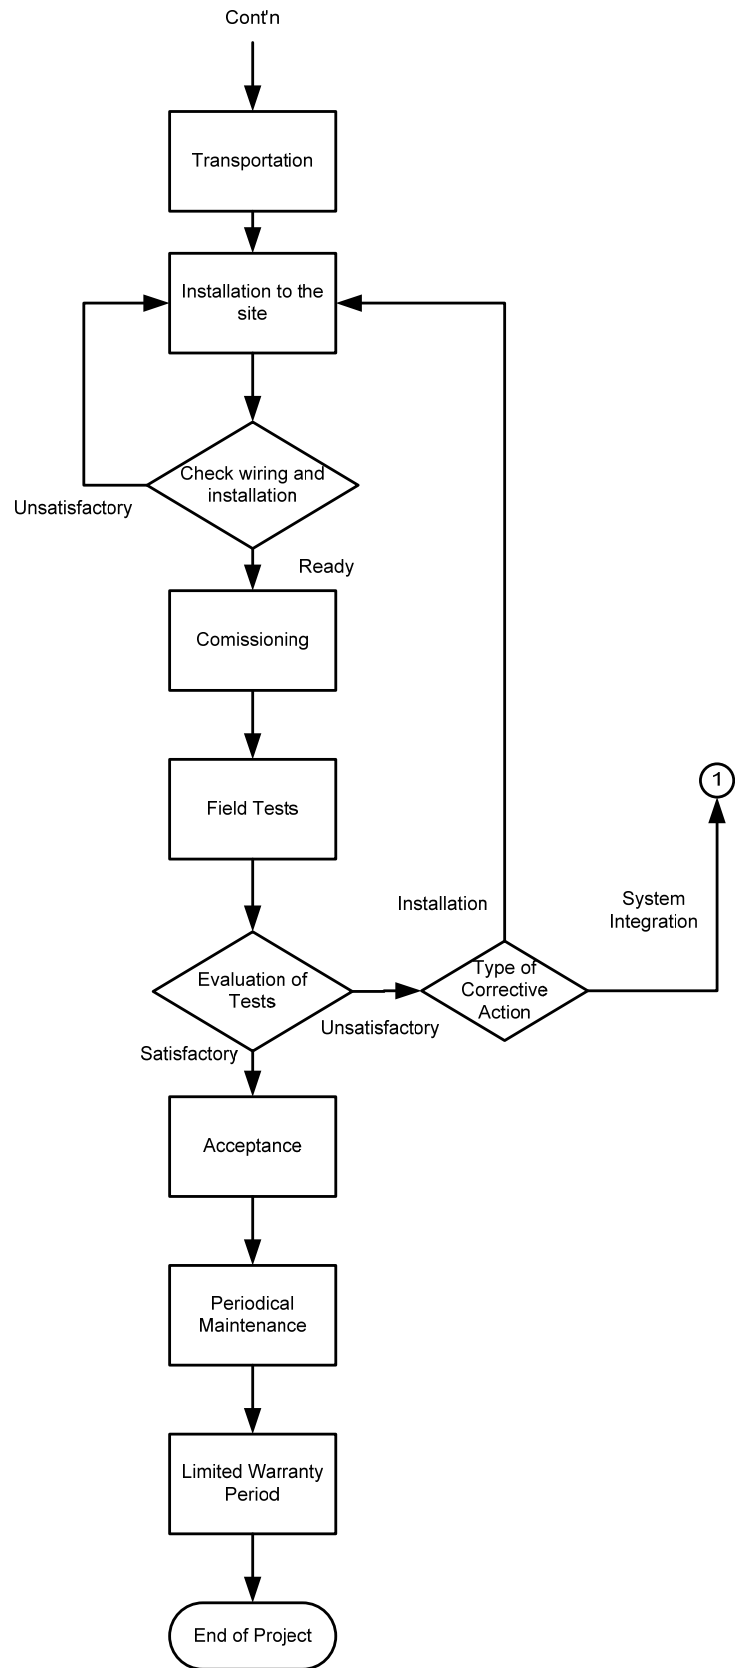 Cont'n
Transportation
Installation to the
site
Check wiring and
installation
Unsatisfactory
Ready
Comissioning
Field Tests
1
Installation
System
Integration
Evaluation of
Tests
Type of
Corrective
Action
Unsatisfactory
Satisfactory
Acceptance
Periodical
Maintenance
Limited Warranty
Period
End of Project